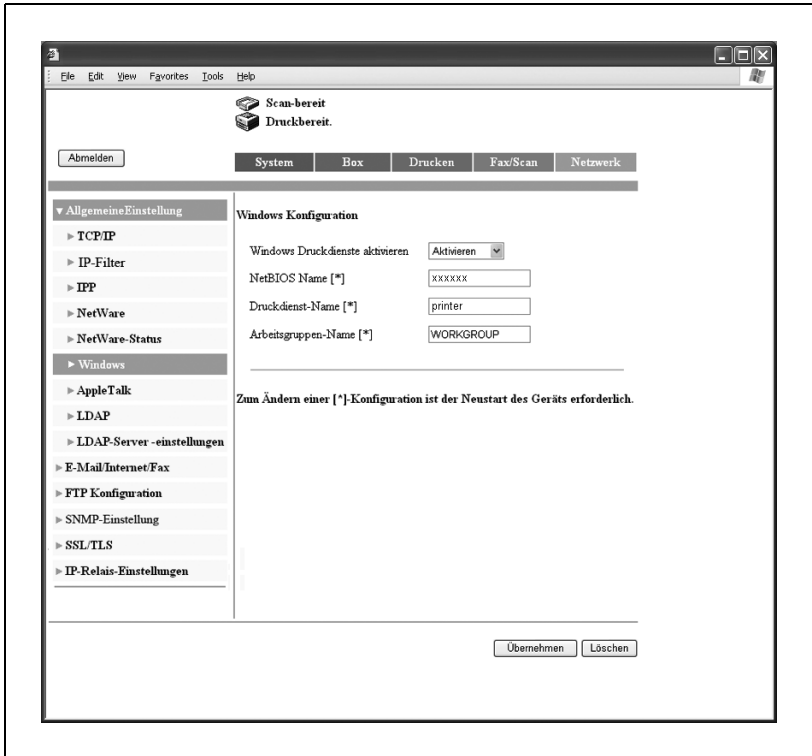 File Edit View Favorites Tools Help
Scan-bereit
Druckbereit.
Abmelden
System Box Drucken Fax/Scan Netzwerk
AllgemeineEinstellung
TCP/IP
IP-Filter
IPP
NetWare
NetWare-Status
Windows
AppleTalk
LDAP
LDAP-Server -einstellungen
E-Mail/Internet/Fax
FTP Konfiguration
SNMP-Einstellung
SSL/TLS
IP-Relais-Einstellungen
Windows Konfiguration
Windows Druckdienste aktivieren Aktivieren
NetBIOS Name [*] xxxxxx
Druckdienst-Name [*] printer
Arbeitsgruppen-Name [*] WORKGROUP
Zum Ändern einer [*]-Konfiguration ist der Neustart des Geräts erforderlich.
Übernehmen Löschen